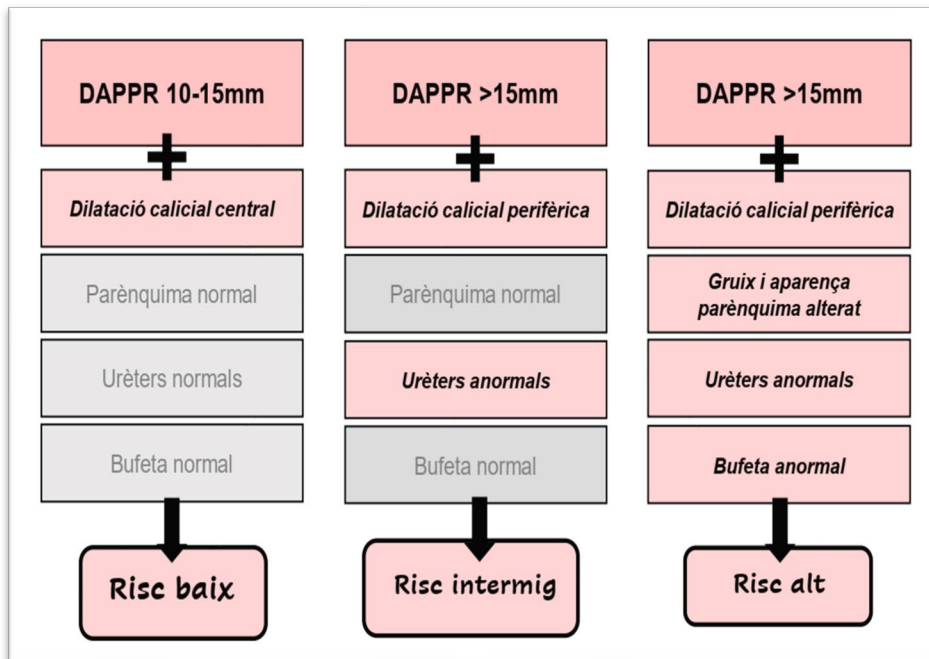 DAPPR 10-15mm
Dilatació calicial central
Parènquima normal
Urèters normals
Bufeta normal
Risc baix
DAPPR >15mm
Dilatació calicial perifèrica
Parènquima normal
Urèters anormals
Bufeta normal
Risc intermig
DAPPR >15mm
Dilatació calicial perifèrica
Gruix i aparença
parènquima alterat
Urèters anormals
Bufeta anormal
Risc alt